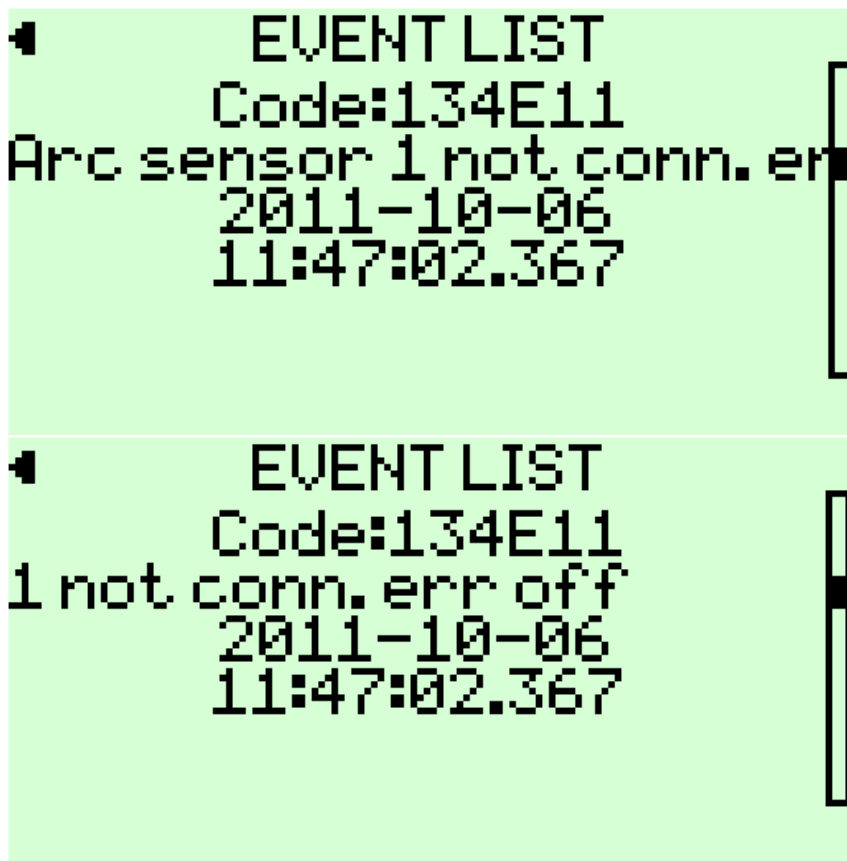 EVENT LIST
Code:134E11
Arc sensor 1 not conn. er
2011-10-06
11:47:02.367
EVENT LIST
Code:134E11
1 not conn. err off
2011-10-06
11:47:02.367